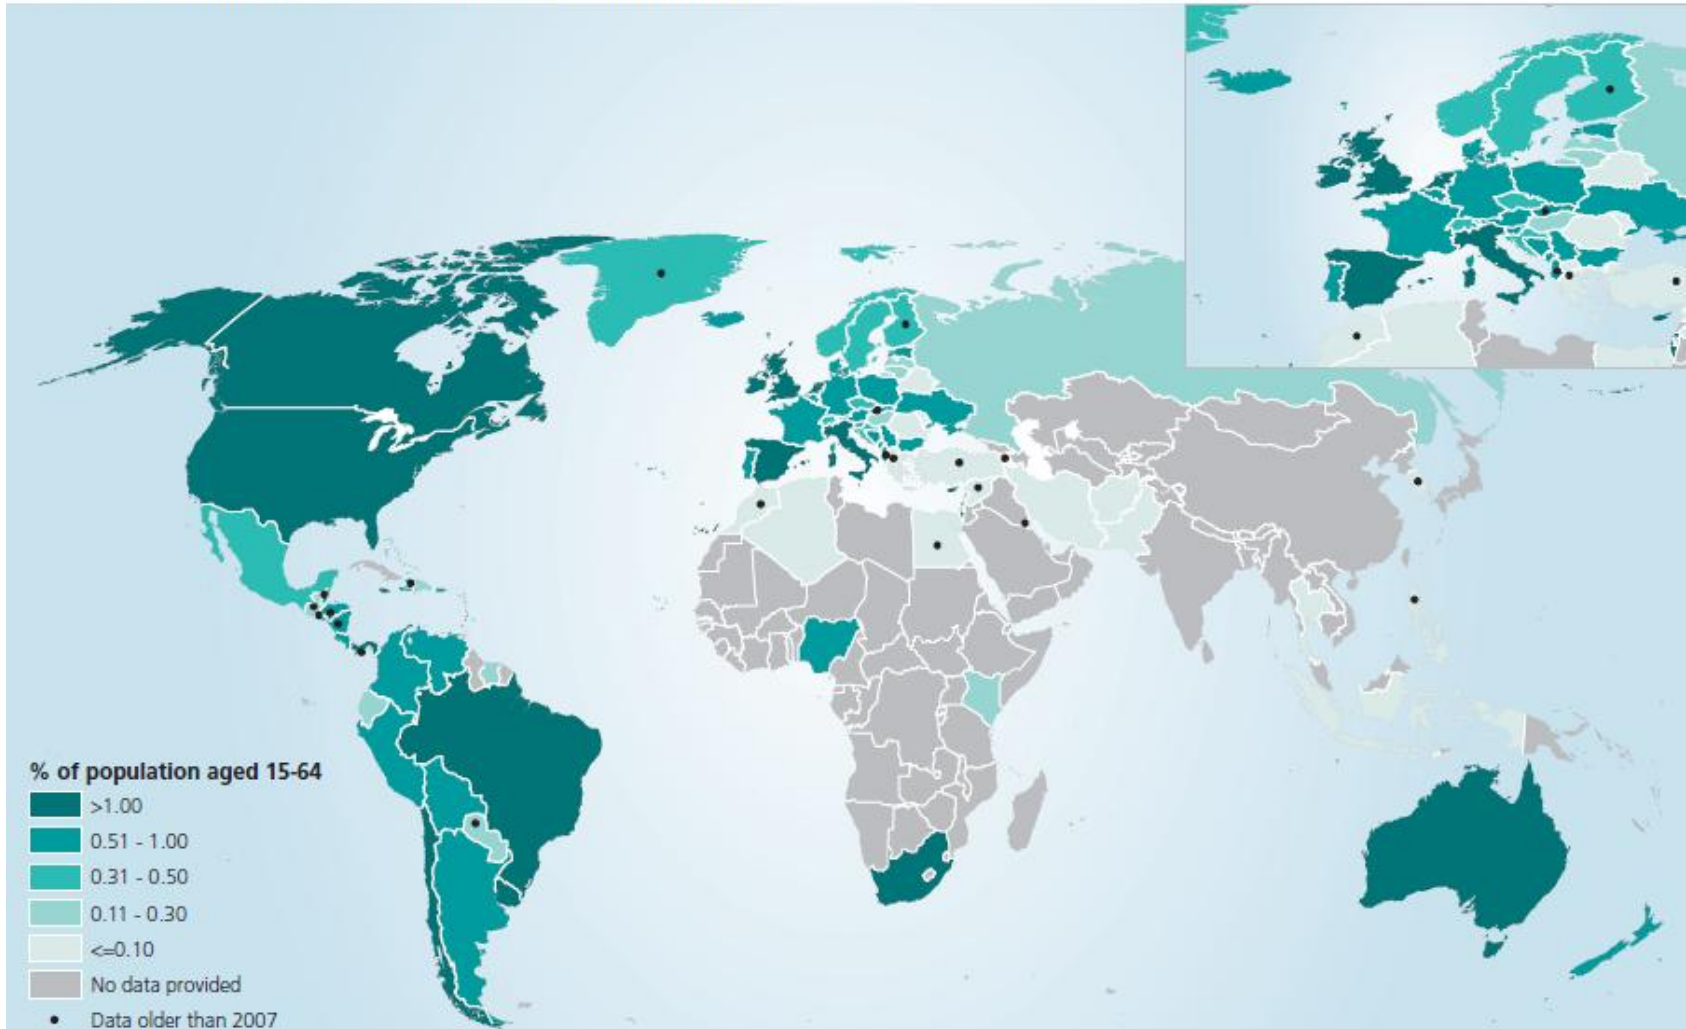 % of population aged 15-64
>1.00
0.51 - 1.00
0.31 - 0.50
0.11 - 0.30
<=0.10
No data provided
• Data older than 2007